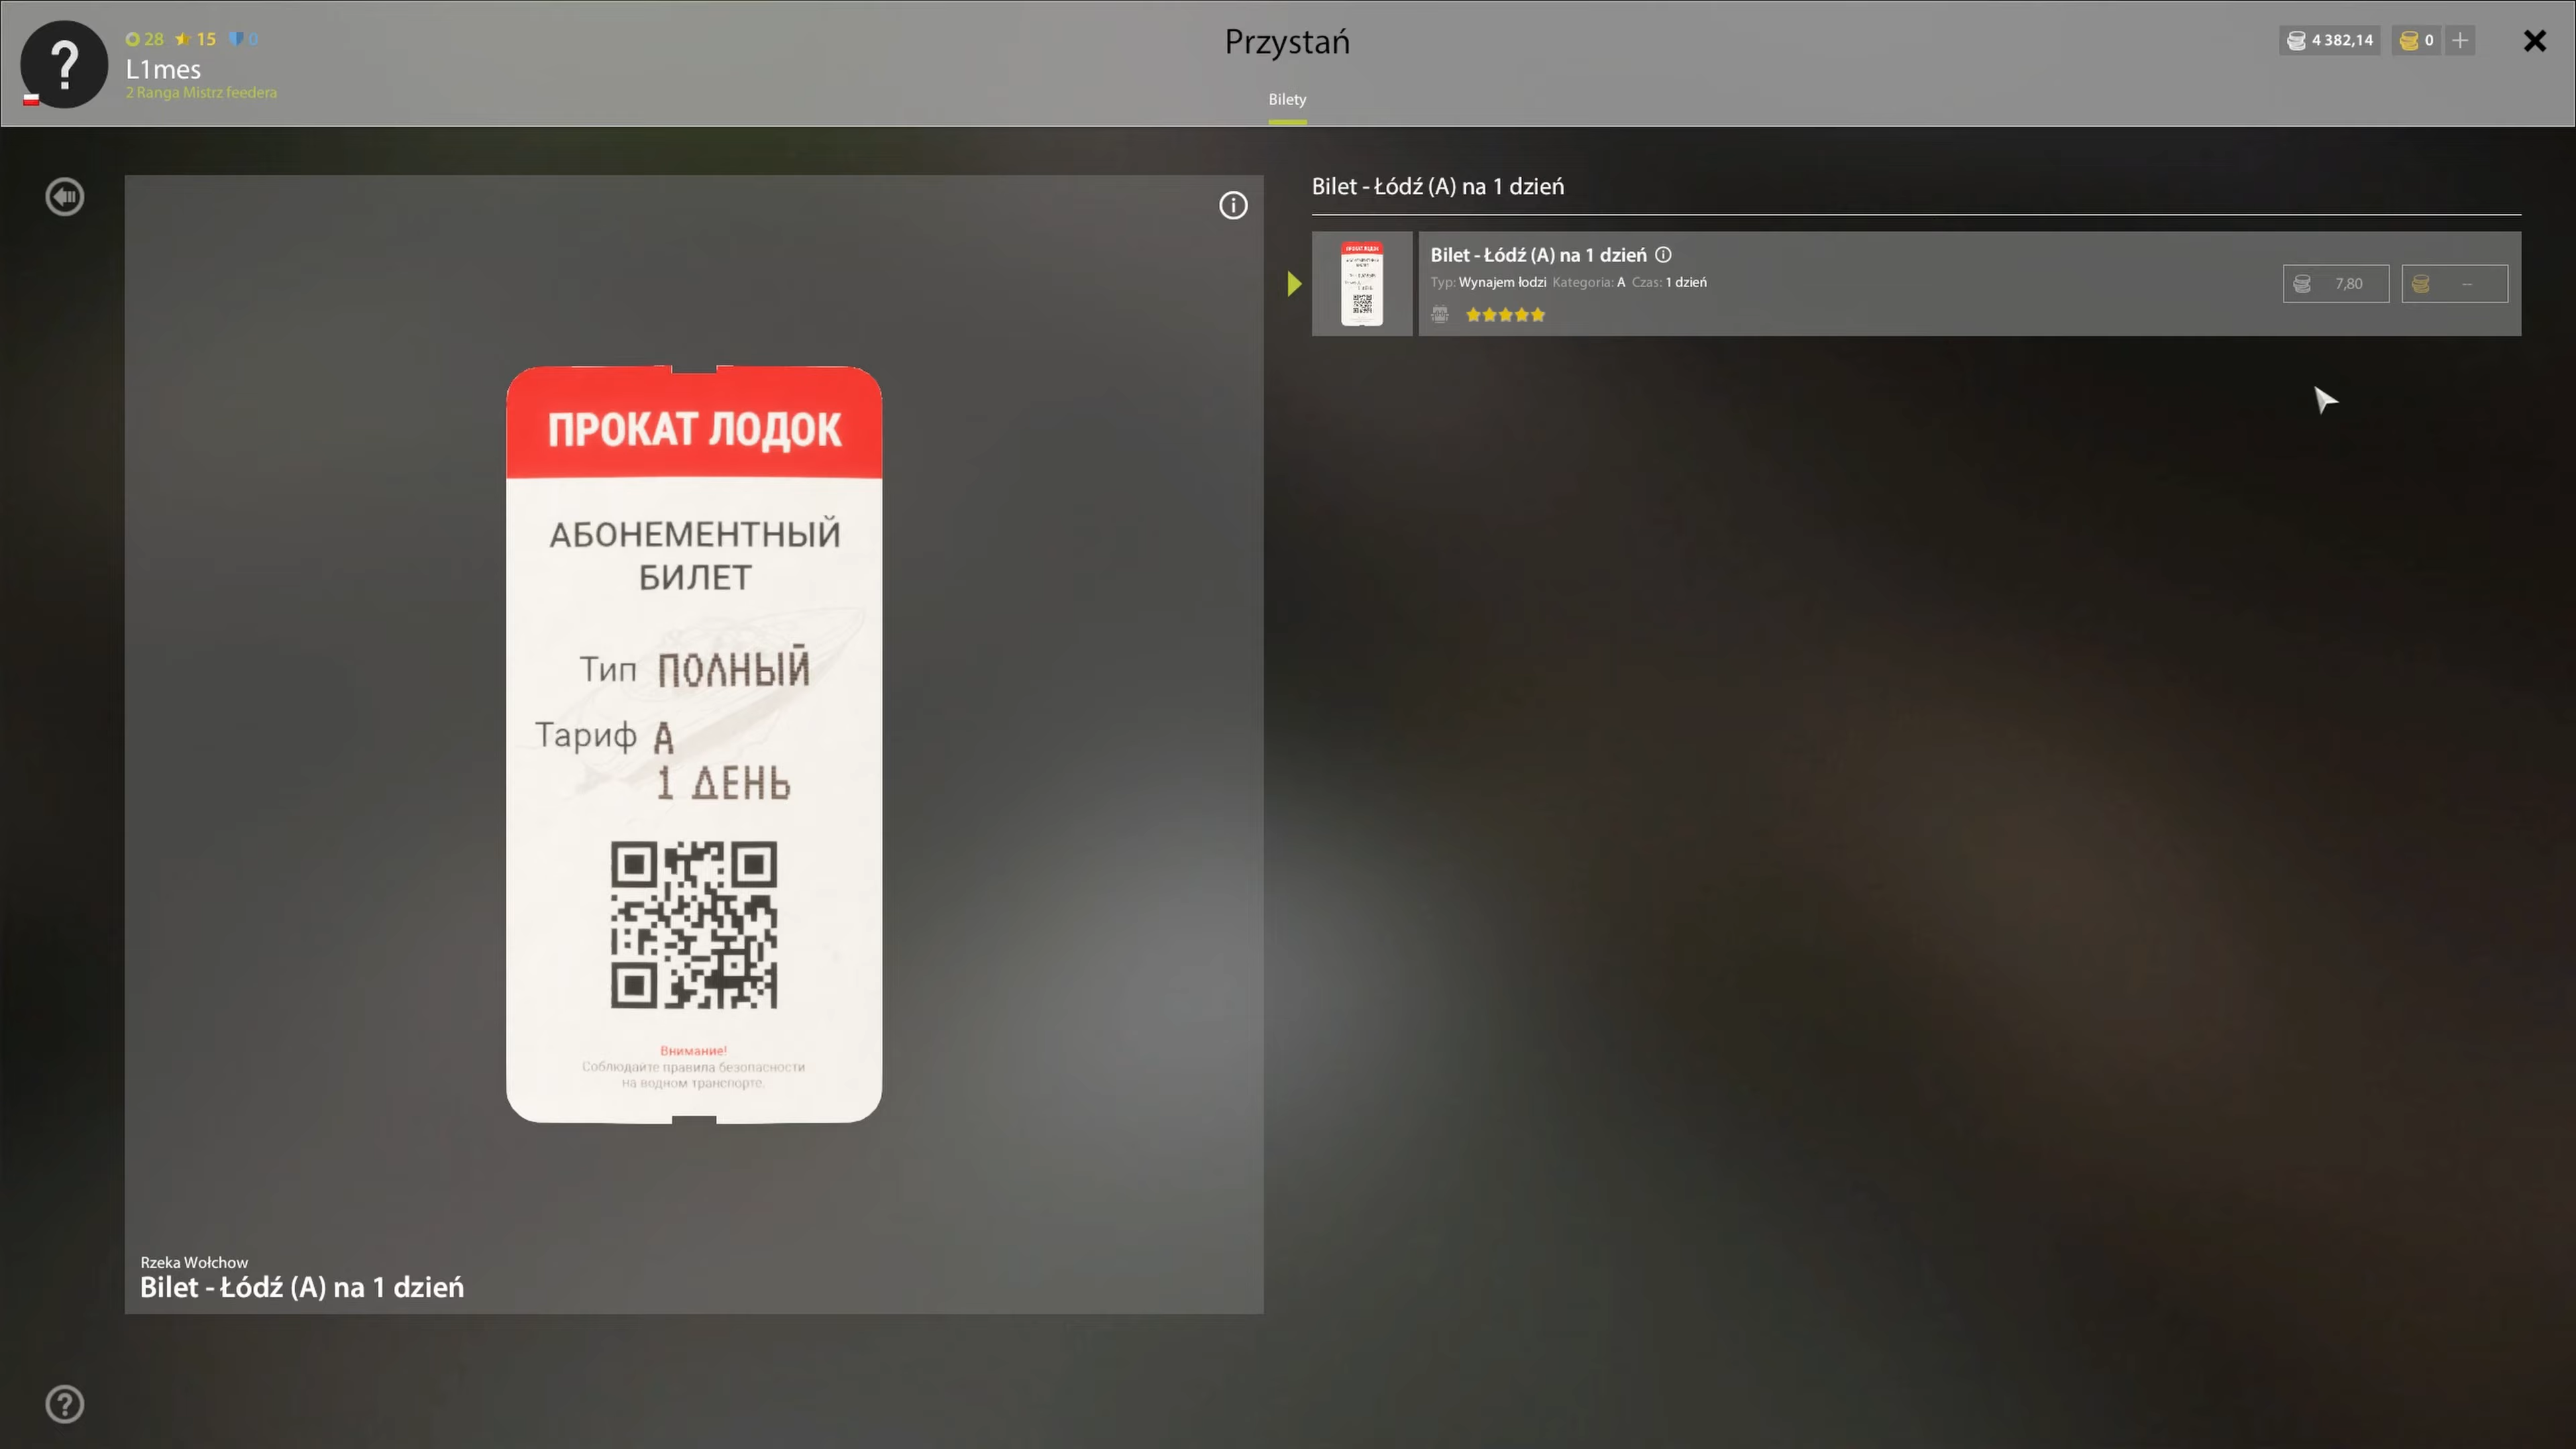 28 15 0
L1mes
2 Ranga Mistrz feedera
Przystań
Bilety
4 382,14
0
Bilet - Łódź (A) na 1 dzień
Bilet - Łódź (A) na 1 dzień
Typ: Wynajem łodzi Kategoria: A Czas: 1 dzień
7,80
--
ПРОКАТ ЛОДОК
АБОНЕМЕНТНЫЙ
БИЛЕТ
Тип ПОЛНЫЙ
Тариф А
1 ДЕНЬ
Внимание!
Соблюдайте правила безопасности
на водном транспорте.
Rzeka Wołchow
Bilet - Łódź (A) na 1 dzień